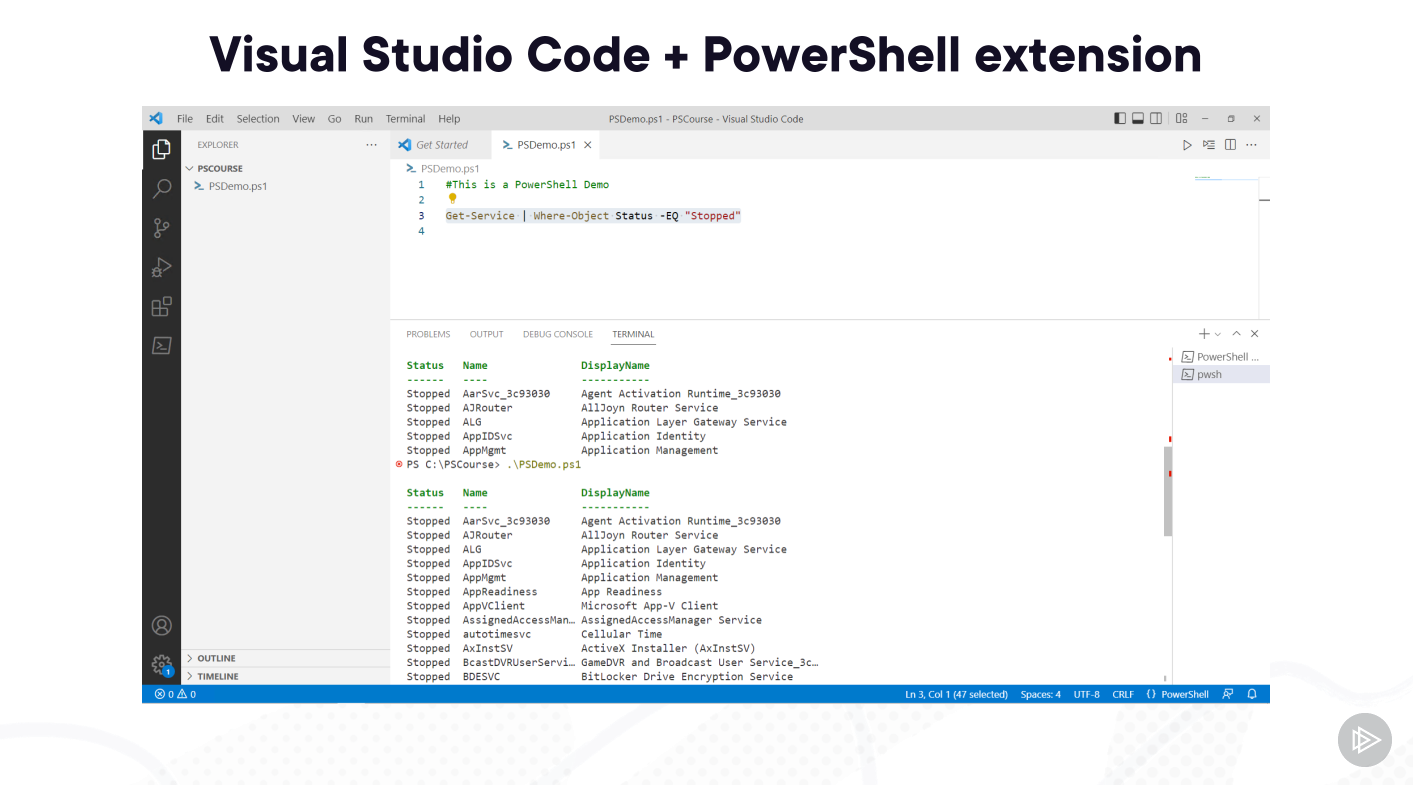 Visual Studio Code + PowerShell extension
File Edit Selection View Go Run Terminal Help PSDemo.ps1 - PSCourse - Visual Studio Code
EXPLORER ···
Get Started PSDemo.ps1
PSCOURSE
PSDemo.ps1
PSDemo.ps1
1 #This is a PowerShell Demo
2
3 Get-Service | Where-Object Status -EQ "Stopped"
4
PROBLEMS OUTPUT DEBUG CONSOLE TERMINAL
PowerShell ...
pwsh
Status Name DisplayName
------ ---- -----------
Stopped AarSvc_3c93030 Agent Activation Runtime_3c93030
Stopped AJRouter AllJoyn Router Service
Stopped ALG Application Layer Gateway Service
Stopped AppIDSvc Application Identity
Stopped AppMgmt Application Management
PS C:\PSCourse> .\PSDemo.ps1
Status Name DisplayName
------ ---- -----------
Stopped AarSvc_3c93030 Agent Activation Runtime_3c93030
Stopped AJRouter AllJoyn Router Service
Stopped ALG Application Layer Gateway Service
Stopped AppIDSvc Application Identity
Stopped AppMgmt Application Management
Stopped AppReadiness App Readiness
Stopped AppVClient Microsoft App-V Client
Stopped AssignedAccessMan… AssignedAccessManager Service
Stopped autotimesvc Cellular Time
Stopped AxInstSV ActiveX Installer (AxInstSV)
Stopped BcastDVRUserServi… GameDVR and Broadcast User Service_3c…
Stopped BDESVC BitLocker Drive Encryption Service
OUTLINE
TIMELINE
1
0 0 Ln 3, Col 1 (47 selected) Spaces: 4 UTF-8 CRLF {} PowerShell